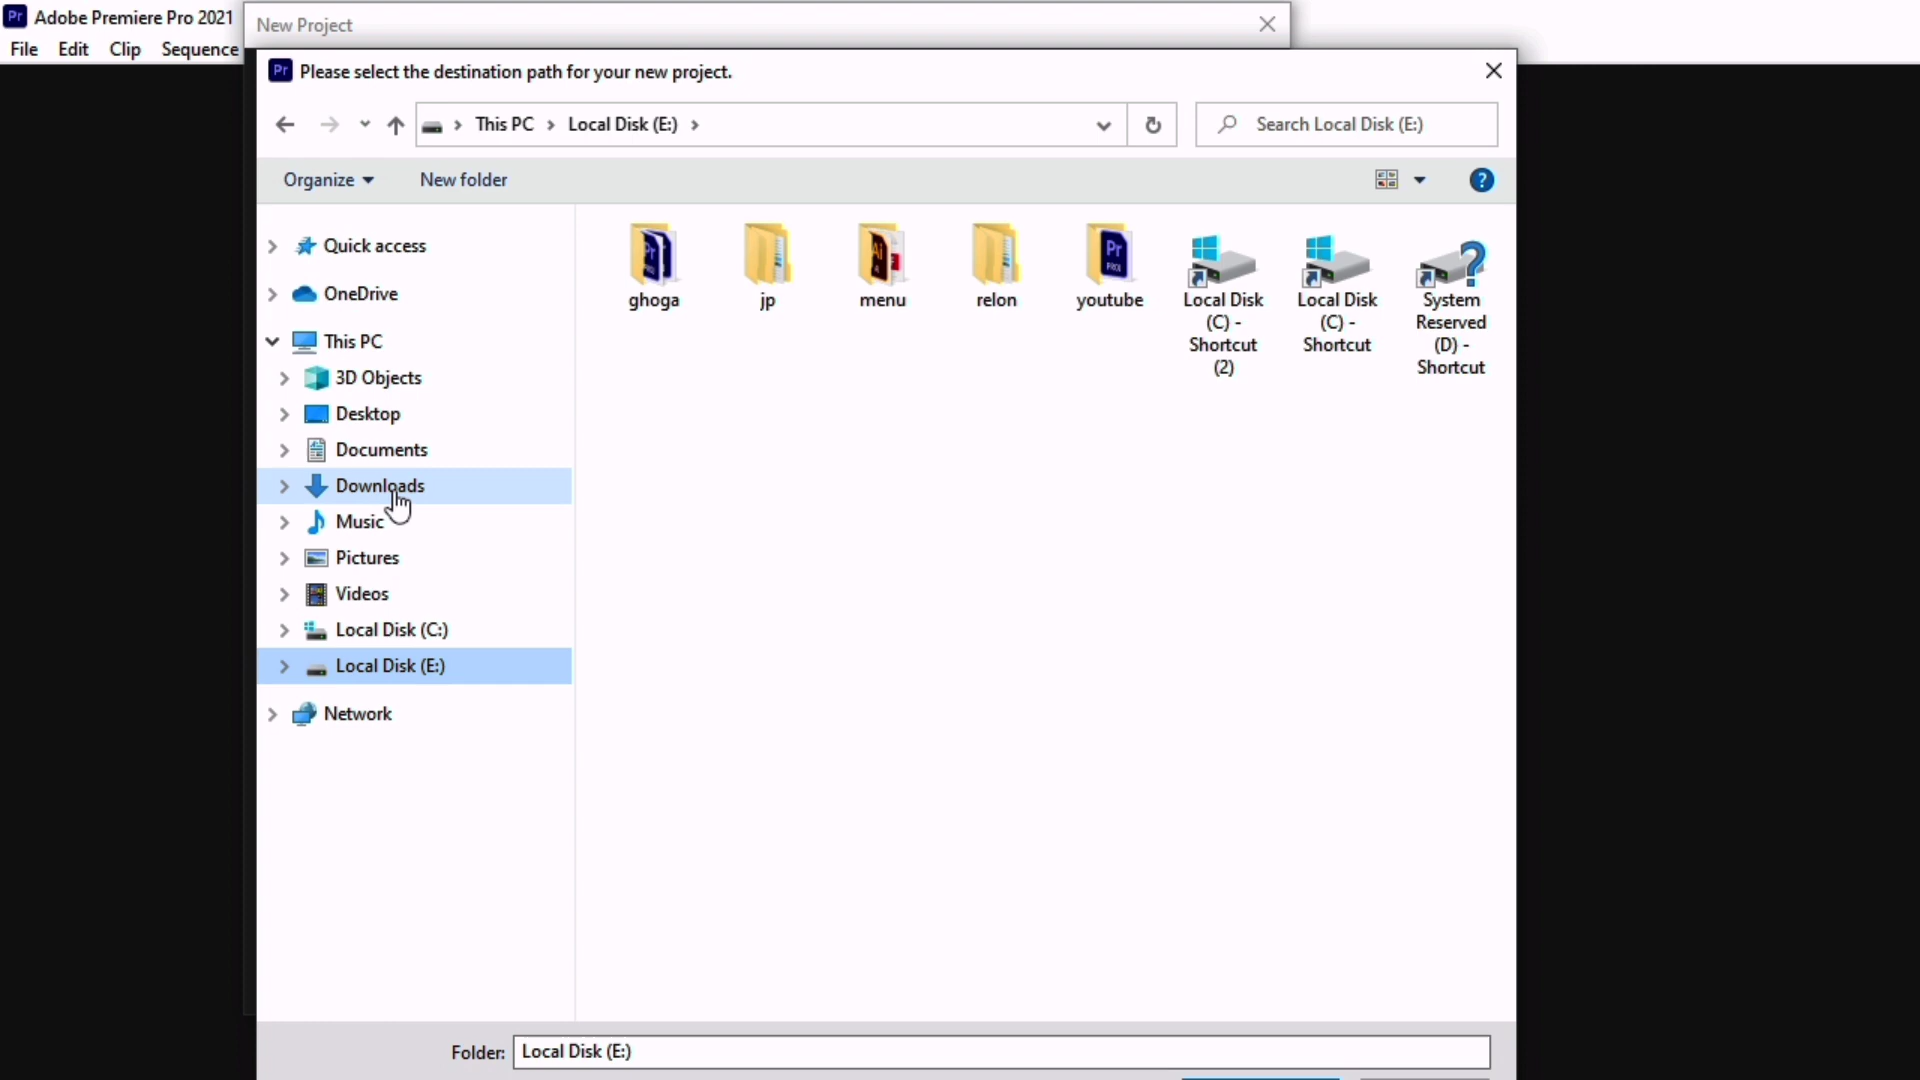 Pr Adobe Premiere Pro 2021
File Edit Clip Sequence
New Project
Pr Please select the destination path for your new project.
This PC Local Disk (E:)
Search Local Disk (E:)
Organize New folder
?
Quick access
OneDrive
This PC
3D Objects
Desktop
Documents
Downloads
Music
Pictures
Videos
Local Disk (C:)
Local Disk (E:)
Network
ghoga
jp
menu
relon
youtube
Local Disk
(C) -
Shortcut
(2)
Local Disk
(C) -
Shortcut
System
Reserved
(D) -
Shortcut
Folder: Local Disk (E:)